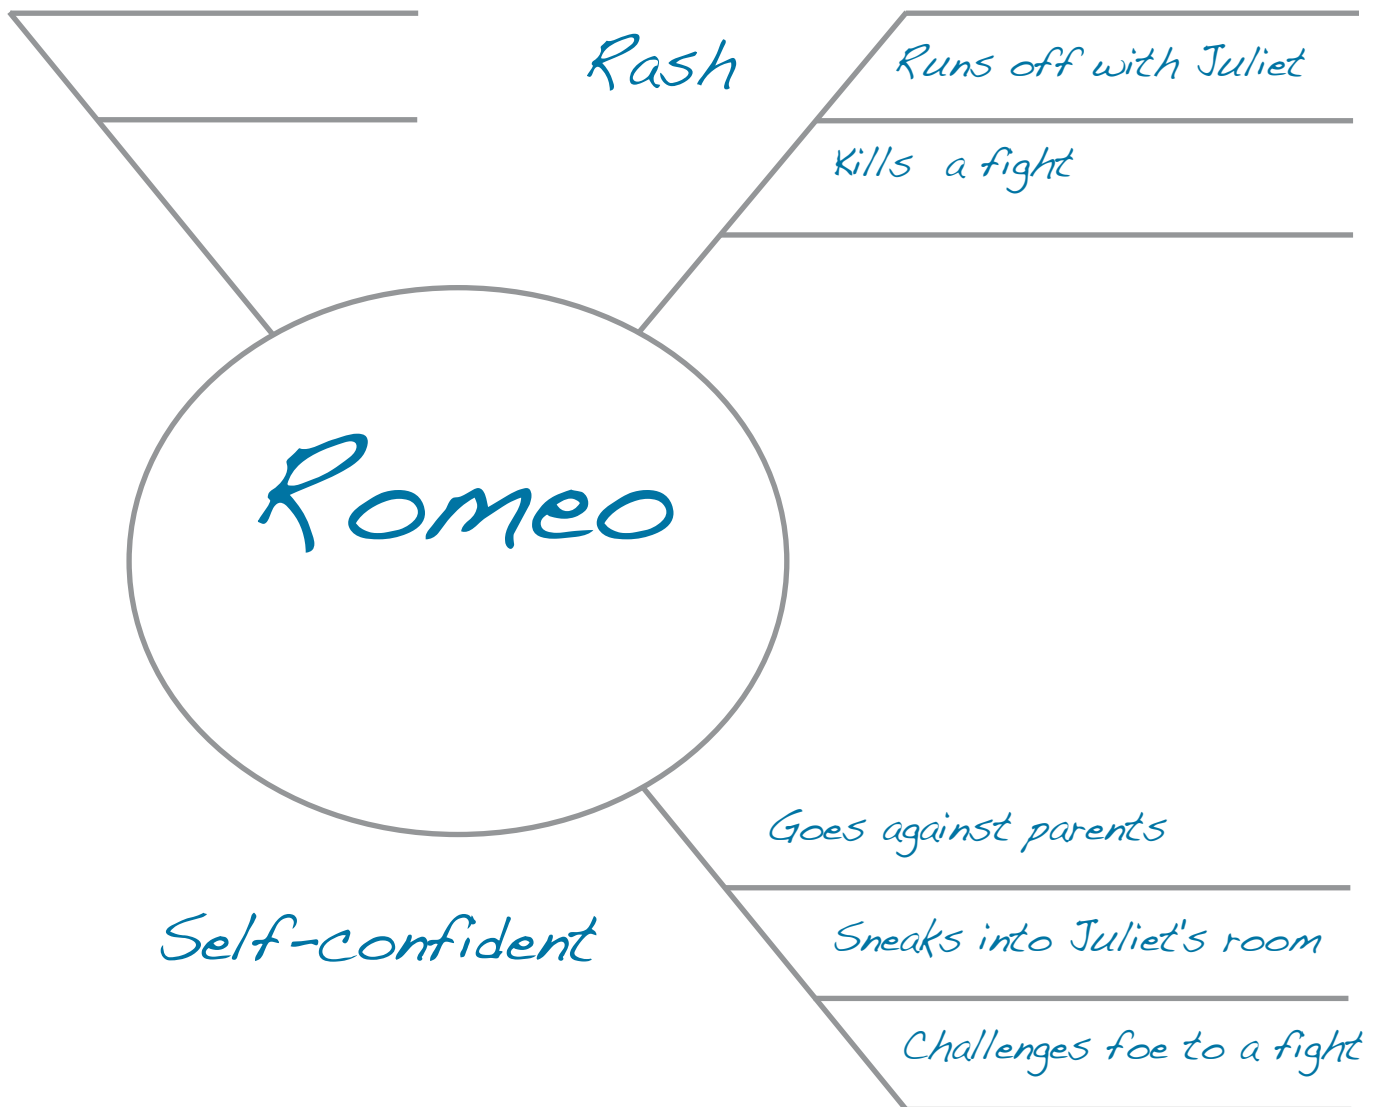 Rash
Runs off with Juliet
Kills a fight
Romeo
Goes against parents
Self-confident
Sneaks into Juliet's room
Challenges foe to a fight